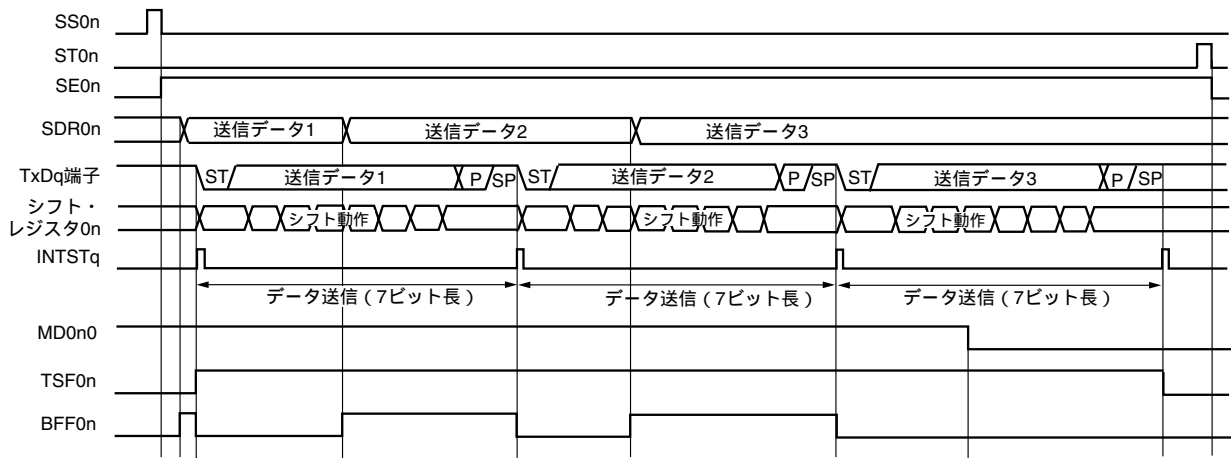 SS0n
ST0n
SE0n
SDR0n 送信データ1 送信データ2 送信データ3
TxDq端子 ST 送信データ1 P SP ST 送信データ2 P SP ST 送信データ3 P SP
シフト・
レジスタ0n シフト動作 シフト動作 シフト動作
INTSTq
データ送信（7ビット長） データ送信（7ビット長） データ送信（7ビット長）
MD0n0
TSF0n
BFF0n